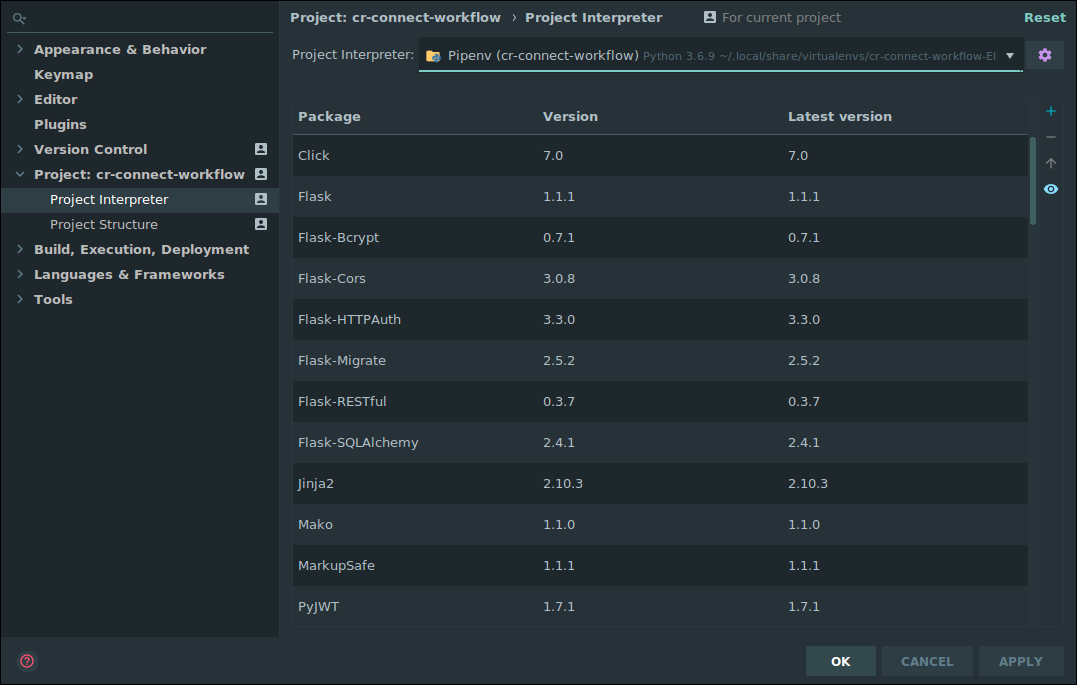 Project: cr-connect-workflow › Project Interpreter For current project Reset
Appearance & Behavior
Keymap
Editor
Plugins
Version Control
Project: cr-connect-workflow
Project Interpreter
Project Structure
Build, Execution, Deployment
Languages & Frameworks
Tools
Project Interpreter: Pipenv (cr-connect-workflow) Python 3.6.9 ~/.local/share/virtualenvs/cr-connect-workflow-El
Package Version Latest version
Click 7.0 7.0
Flask 1.1.1 1.1.1
Flask-Bcrypt 0.7.1 0.7.1
Flask-Cors 3.0.8 3.0.8
Flask-HTTPAuth 3.3.0 3.3.0
Flask-Migrate 2.5.2 2.5.2
Flask-RESTful 0.3.7 0.3.7
Flask-SQLAlchemy 2.4.1 2.4.1
Jinja2 2.10.3 2.10.3
Mako 1.1.0 1.1.0
MarkupSafe 1.1.1 1.1.1
PyJWT 1.7.1 1.7.1
OK CANCEL APPLY